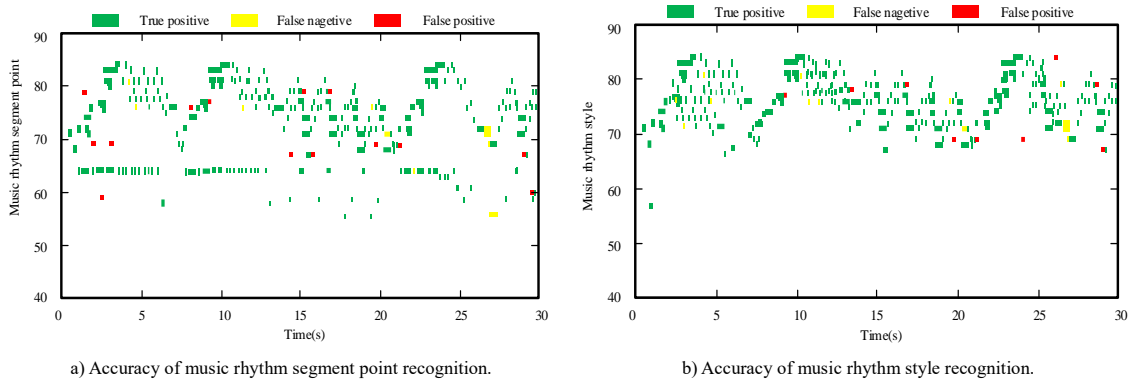 True positive False nagetive False positive
Music rhythm segment point
90
80
70
60
50
40
0 5 10 15 20 25 30
Time(s)
a) Accuracy of music rhythm segment point recognition.
True positive False nagetive False positive
Music rhythm style
90
80
70
60
50
40
0 5 10 15 20 25 30
Time(s)
b) Accuracy of music rhythm style recognition.